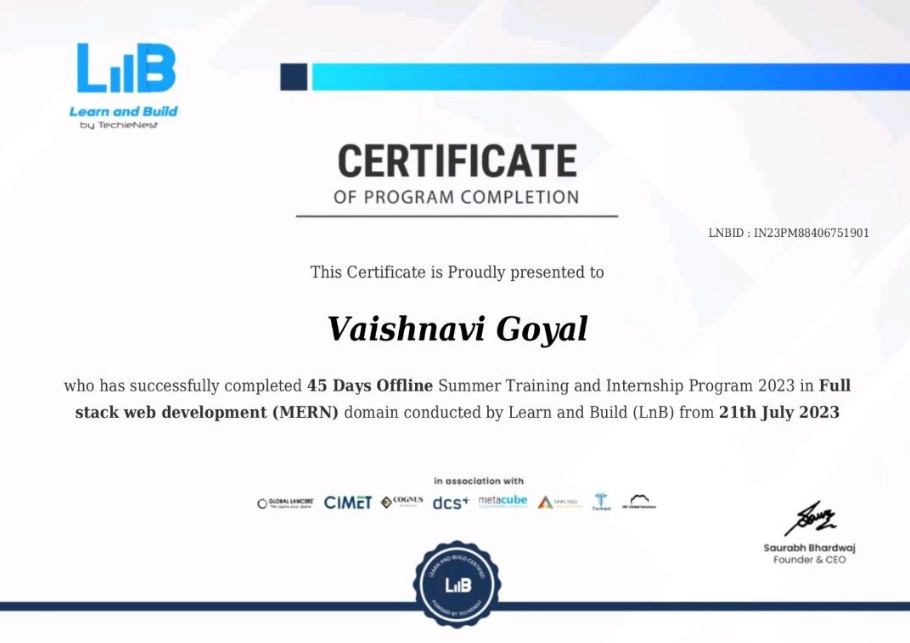 LnB
Learn and Build
by TechieNest
CERTIFICATE
OF PROGRAM COMPLETION
LNBID : IN23PM88406751901
This Certificate is Proudly presented to
Vaishnavi Goyal
who has successfully completed 45 Days Offline Summer Training and Internship Program 2023 in Full
stack web development (MERN) domain conducted by Learn and Build (LnB) from 21th July 2023
in association with
GLOBAL LANCERS CIMET COGNUS dcs+ metacube
Saurabh Bhardwaj
Founder & CEO
LEARN AND BUILD CERTIFIED
LnB
POWERED BY TECHIENEST